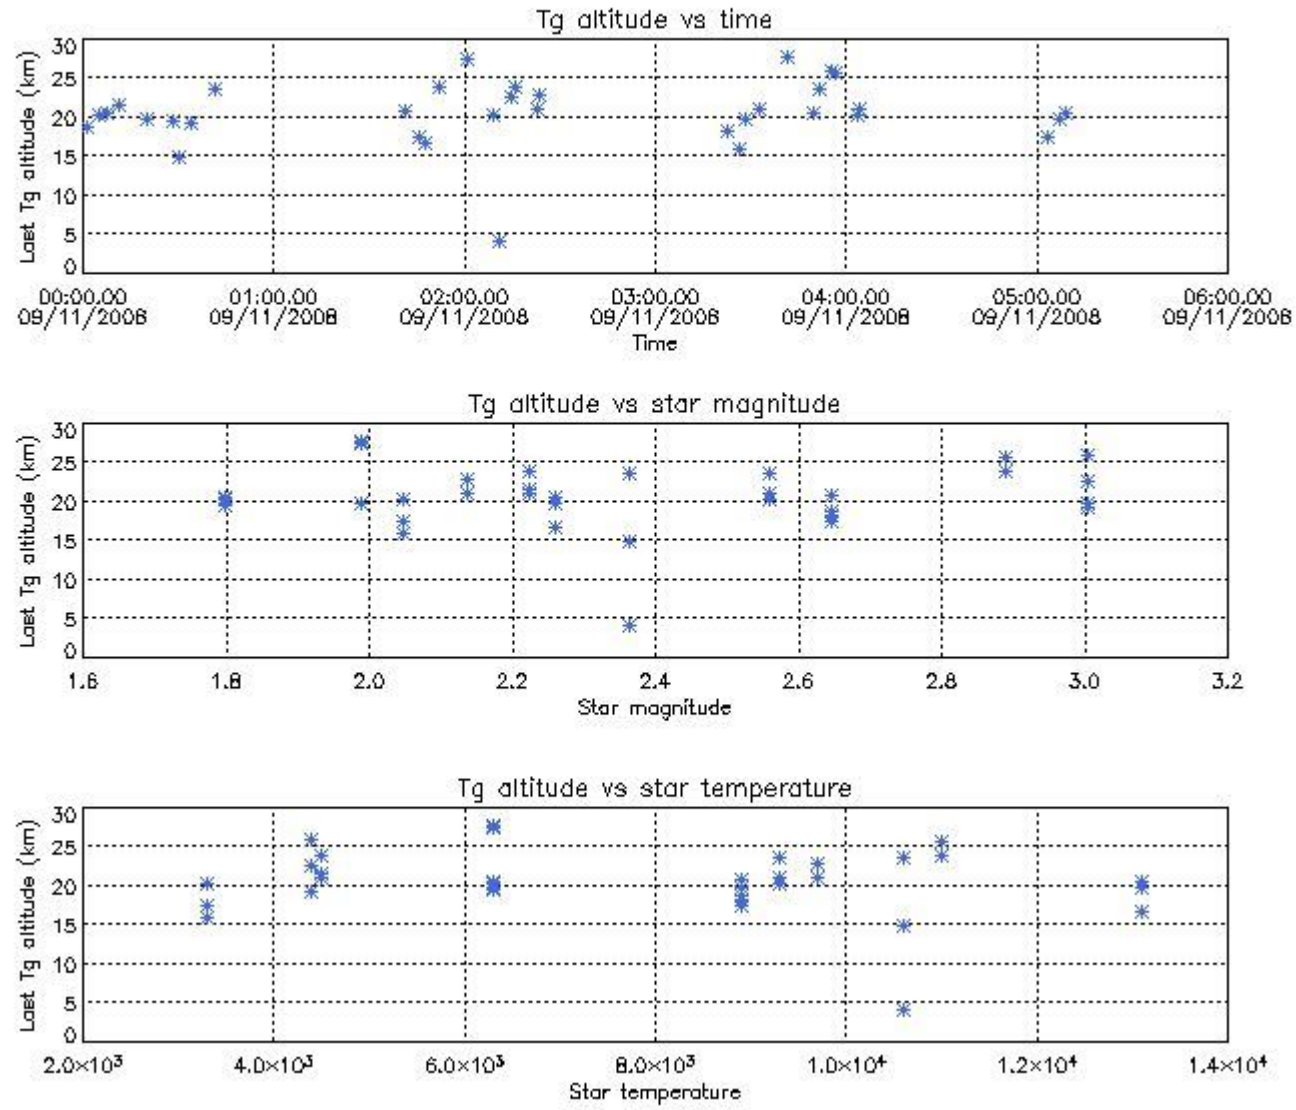 Tg altitude vs time
Last Tg altitude (km)
30
25
20
15
10
5
0
00:00.00 01:00.00 02:00.00 03:00.00 04:00.00 05:00.00 06:00.00
09/11/2008 09/11/2008 09/11/2008 09/11/2008 09/11/2008 09/11/2008 09/11/2008
Time
Tg altitude vs star magnitude
Last Tg altitude (km)
30
25
20
15
10
5
0
1.6 1.8 2.0 2.2 2.4 2.6 2.8 3.0 3.2
Star magnitude
Tg altitude vs star temperature
Last Tg altitude (km)
30
25
20
15
10
5
0
2.0×10³ 4.0×10³ 6.0×10³ 8.0×10³ 1.0×10⁴ 1.2×10⁴ 1.4×10⁴
Star temperature